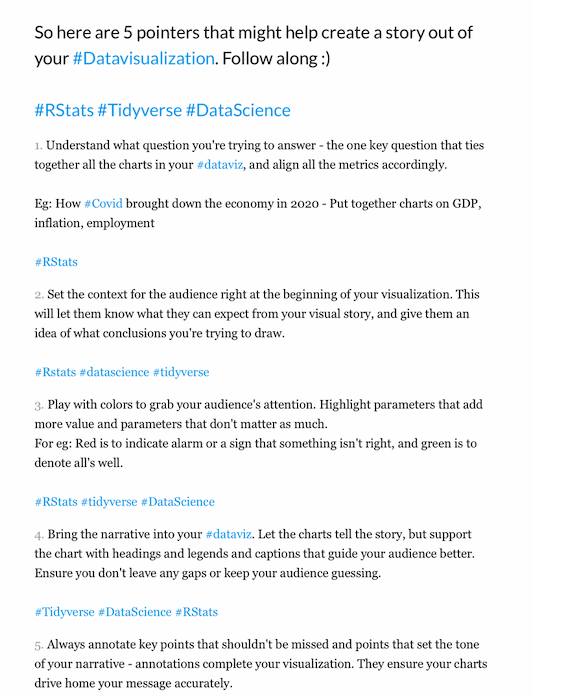 So here are 5 pointers that might help create a story out of
your #Datavisualization. Follow along :)
#RStats #Tidyverse #DataScience
1. Understand what question you're trying to answer - the one key question that ties
together all the charts in your #dataviz, and align all the metrics accordingly.
Eg: How #Covid brought down the economy in 2020 - Put together charts on GDP,
inflation, employment
#RStats
2. Set the context for the audience right at the beginning of your visualization. This
will let them know what they can expect from your visual story, and give them an
idea of what conclusions you're trying to draw.
#Rstats #datascience #tidyverse
3. Play with colors to grab your audience's attention. Highlight parameters that add
more value and parameters that don't matter as much.
For eg: Red is to indicate alarm or a sign that something isn't right, and green is to
denote all's well.
#RStats #tidyverse #DataScience
4. Bring the narrative into your #dataviz. Let the charts tell the story, but support
the chart with headings and legends and captions that guide your audience better.
Ensure you don't leave any gaps or keep your audience guessing.
#Tidyverse #DataScience #RStats
5. Always annotate key points that shouldn't be missed and points that set the tone
of your narrative - annotations complete your visualization. They ensure your charts
drive home your message accurately.